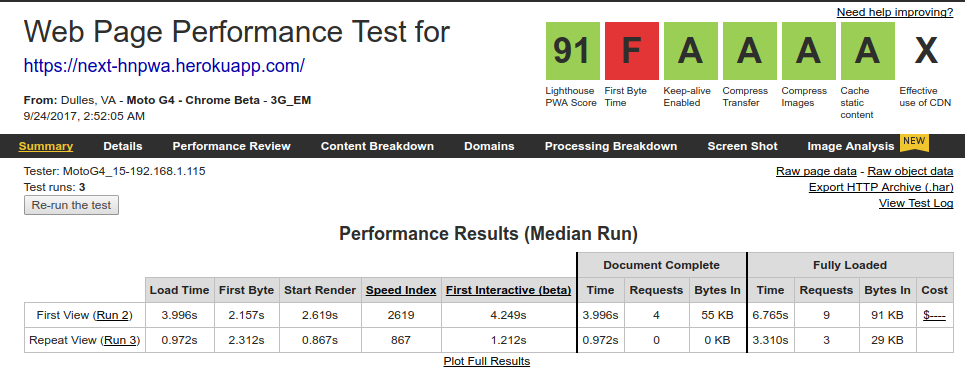 Need help improving?
Web Page Performance Test for
https://next-hnpwa.herokuapp.com/
91 F A A A A X
Lighthouse PWA Score First Byte Time Keep-alive Enabled Compress Transfer Compress Images Cache static content Effective use of CDN
From: Dulles, VA - Moto G4 - Chrome Beta - 3G_EM
9/24/2017, 2:52:05 AM
Summary Details Performance Review Content Breakdown Domains Processing Breakdown Screen Shot Image Analysis NEW
Tester: MotoG4_15-192.168.1.115
Test runs: 3
Re-run the test
Raw page data - Raw object data
Export HTTP Archive (.har)
View Test Log
Performance Results (Median Run)
Document Complete Fully Loaded
Load Time First Byte Start Render Speed Index First Interactive (beta) Time Requests Bytes In Time Requests Bytes In Cost
First View (Run 2) 3.996s 2.157s 2.619s 2619 4.249s 3.996s 4 55 KB 6.765s 9 91 KB $----
Repeat View (Run 3) 0.972s 2.312s 0.867s 867 1.212s 0.972s 0 0 KB 3.310s 3 29 KB
Plot Full Results